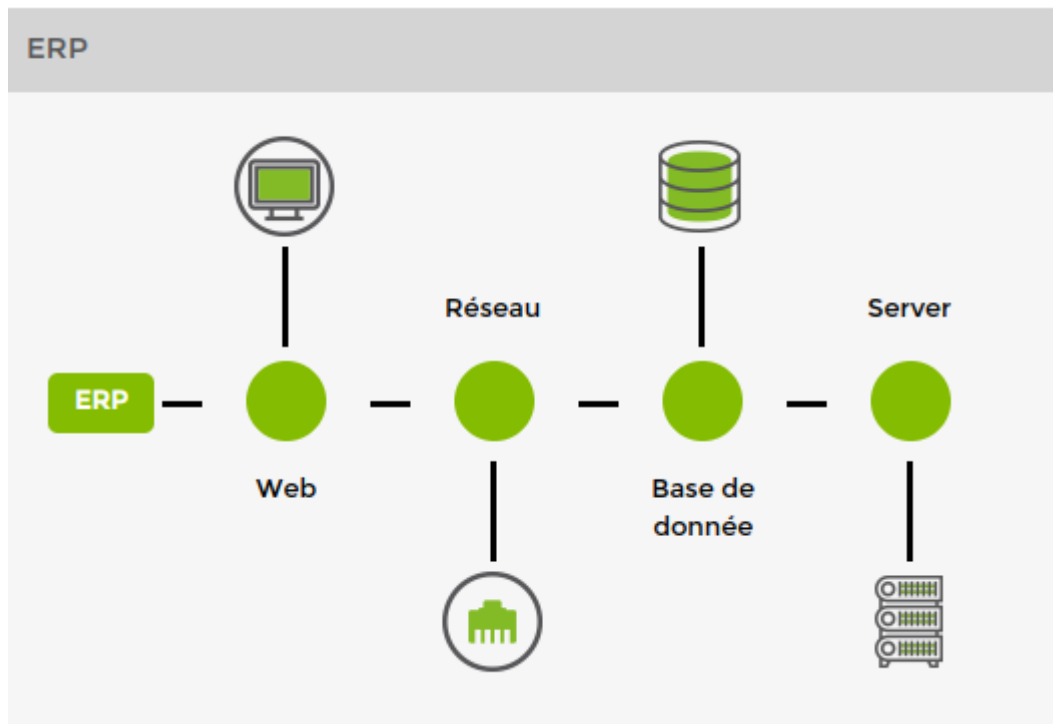 ERP
Réseau
Server
ERP
Web
Base de
donnée